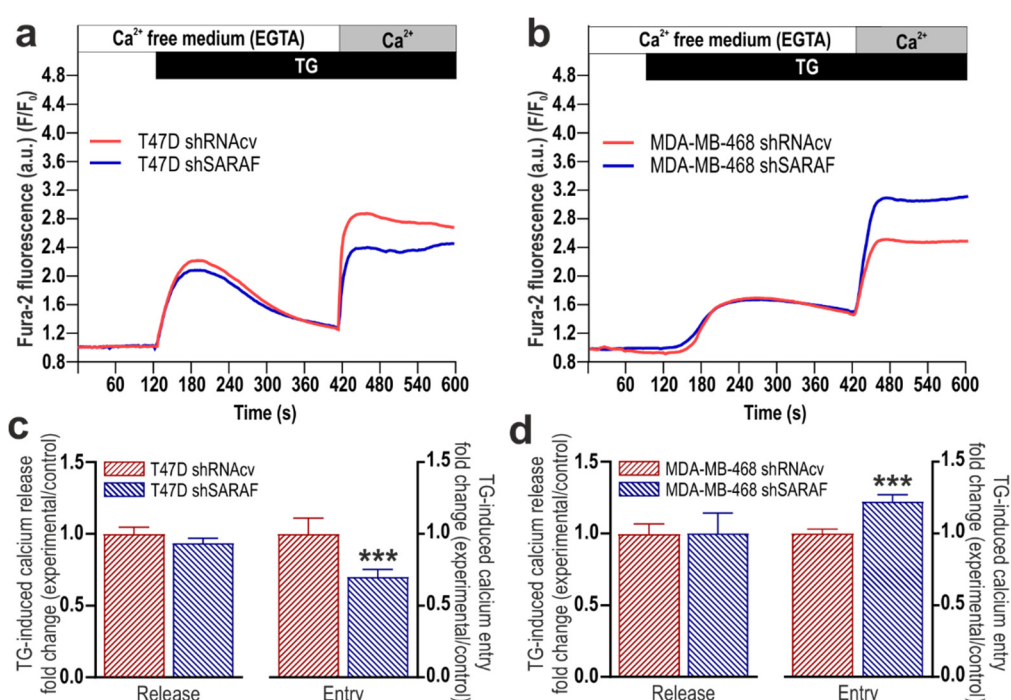 a
Ca²⁺ free medium (EGTA)
Ca²⁺
TG
Fura-2 fluorescence (a.u.) (F/F₀)
4.8
4.4
4.0
3.6
3.2
2.8
2.4
2.0
1.6
1.2
0.8
T47D shRNAcv
T47D shSARAF
60 120 180 240 300 360 420 480 540 600
Time (s)
b
Ca²⁺ free medium (EGTA)
Ca²⁺
TG
Fura-2 fluorescence (a.u.) (F/F₀)
4.8
4.4
4.0
3.6
3.2
2.8
2.4
2.0
1.6
1.2
0.8
MDA-MB-468 shRNAcv
MDA-MB-468 shSARAF
60 120 180 240 300 360 420 480 540 600
Time (s)
c
TG-induced calcium release
fold change (experimental/control)
1.5
1.0
0.5
0.0
T47D shRNAcv
T47D shSARAF
***
Release
Entry
1.5
1.0
0.5
0.0
TG-induced calcium entry
fold change (experimental/control)
d
TG-induced calcium release
fold change (experimental/control)
1.5
1.0
0.5
0.0
MDA-MB-468 shRNAcv
MDA-MB-468 shSARAF
***
Release
Entry
1.5
1.0
0.5
0.0
TG-induced calcium entry
fold change (experimental/control)